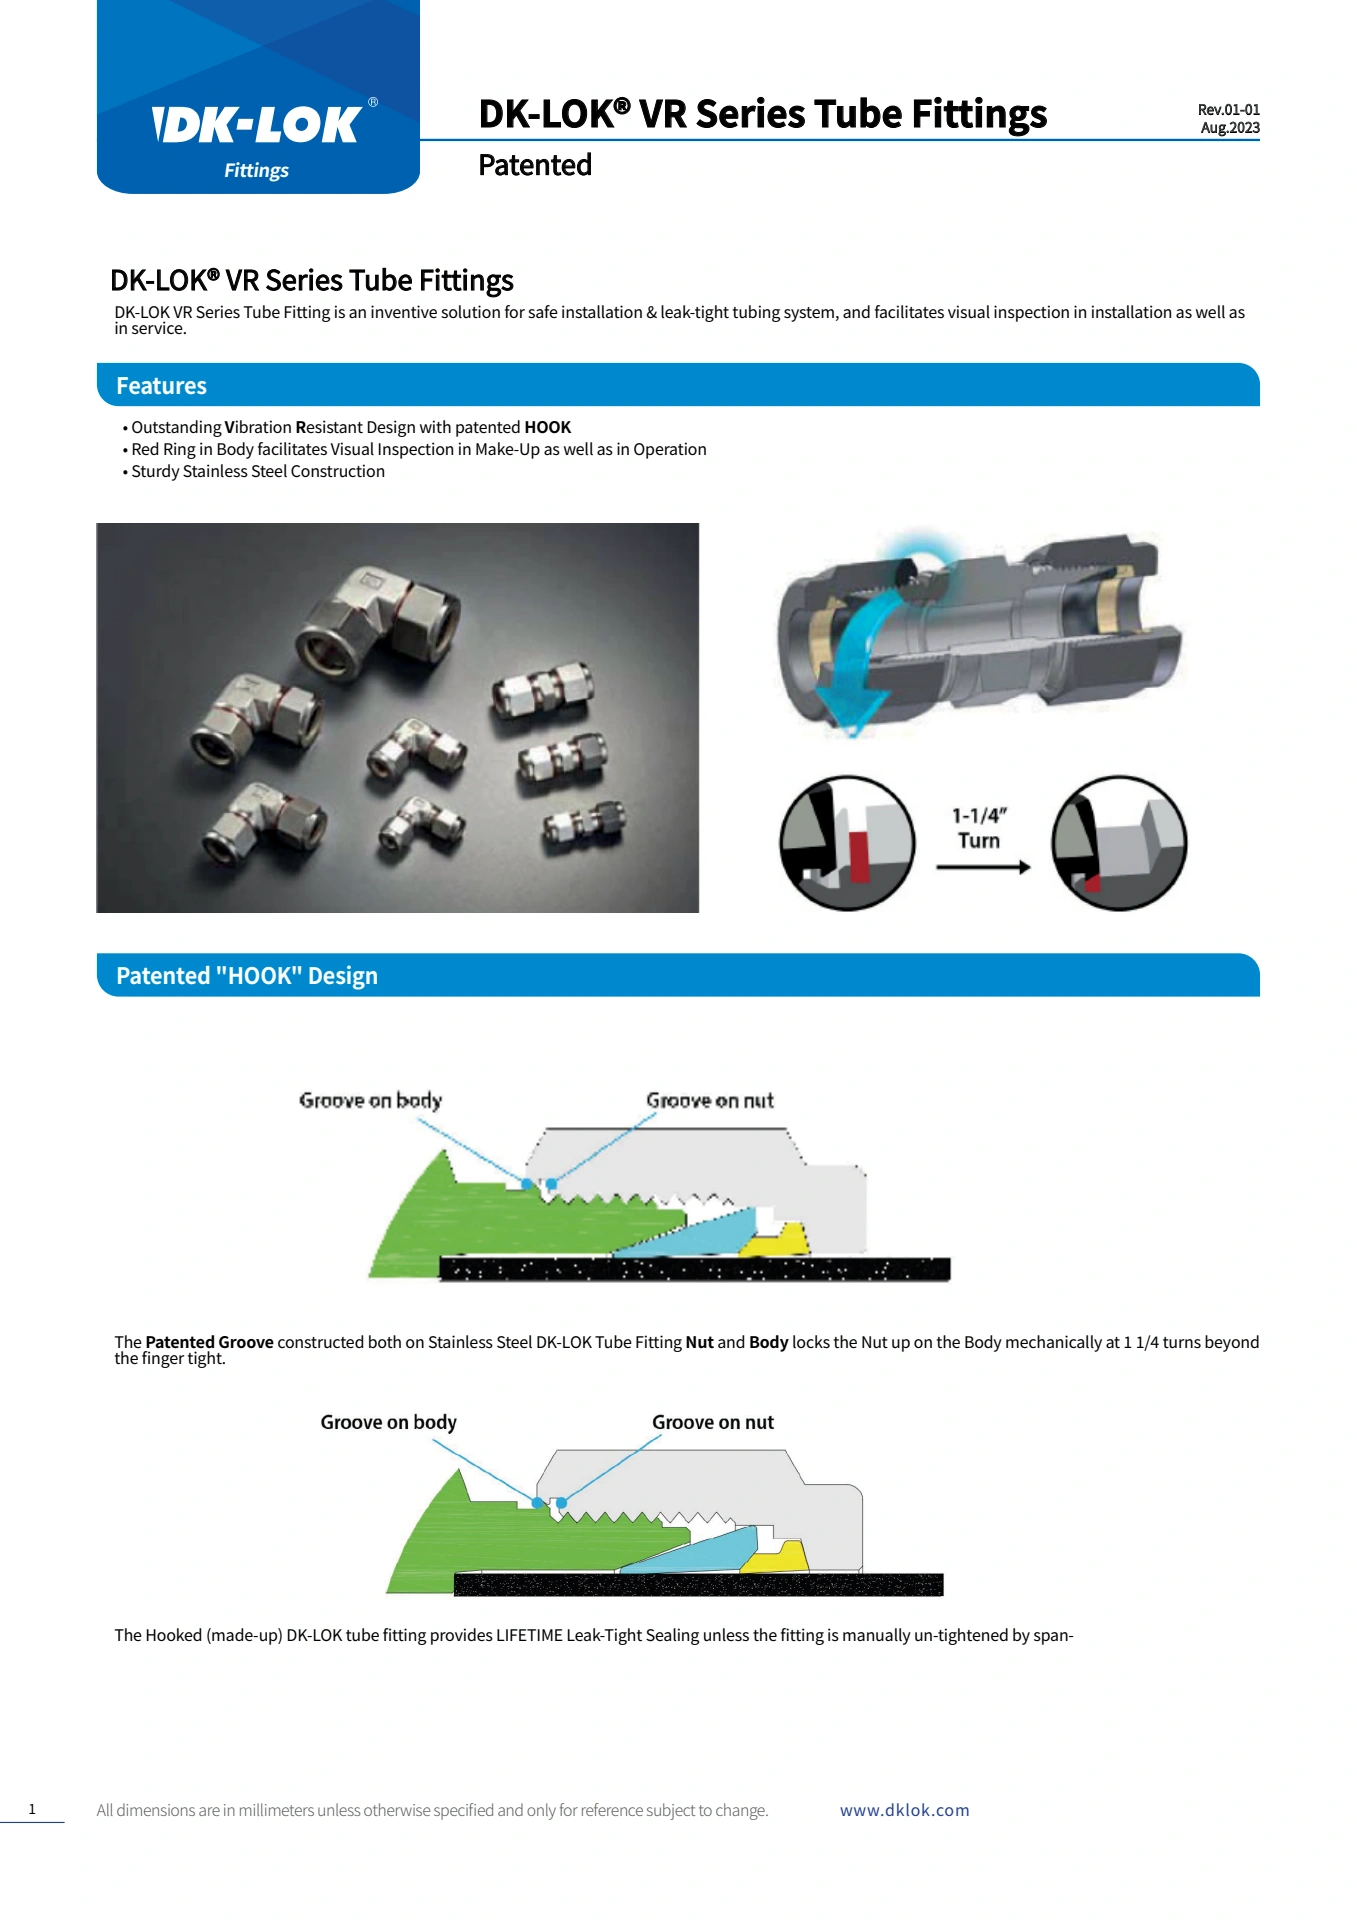 DK-LOK®
Fittings
DK-LOK® VR Series Tube Fittings
Rev.01-01
Aug.2023
Patented
DK-LOK® VR Series Tube Fittings
DK-LOK VR Series Tube Fitting is an inventive solution for safe installation & leak-tight tubing system, and facilitates visual inspection in installation as well as
in service.
Features
• Outstanding Vibration Resistant Design with patented HOOK
• Red Ring in Body facilitates Visual Inspection in Make-Up as well as in Operation
• Sturdy Stainless Steel Construction
1-1/4"
Turn
Patented "HOOK" Design
Groove on body
Groove on nut
The Patented Groove constructed both on Stainless Steel DK-LOK Tube Fitting Nut and Body locks the Nut up on the Body mechanically at 1 1/4 turns beyond
the finger tight.
Groove on body
Groove on nut
The Hooked (made-up) DK-LOK tube fitting provides LIFETIME Leak-Tight Sealing unless the fitting is manually un-tightened by span-
1
All dimensions are in millimeters unless otherwise specified and only for reference subject to change.
www.dklok.com